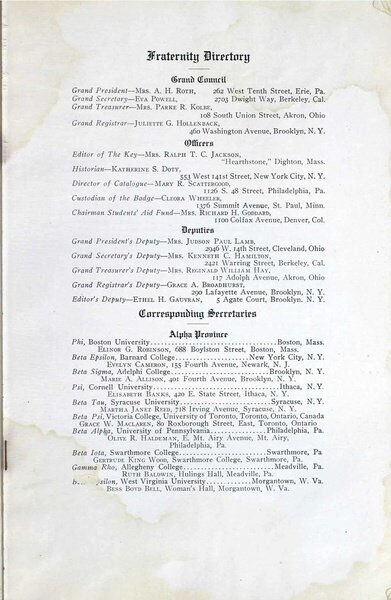 Fraternity Directory
Grand Council
Grand President—MRS. A. H. ROTH, 262 West Tenth Street, Erie, Pa.
Grand Secretary—EVA POWELL, 2703 Dwight Way, Berkeley, Cal.
Grand Treasurer—MRS. PARKE R. KOLBE,
108 South Union Street, Akron, Ohio
Grand Registrar—JULIETTE G. HOLLENBACK,
460 Washington Avenue, Brooklyn, N. Y.
Officers
Editor of The Key—MRS. RALPH T. C. JACKSON,
"Hearthstone," Dighton, Mass.
Historian—KATHERINE S. DOTY,
553 West 141st Street, New York City, N. Y.
Director of Catalogue—MARY R. SCATTERGOOD,
1126 S. 48 Street, Philadelphia, Pa.
Custodian of the Badge—CLEORA WHEELER,
1376 Summit Avenue, St. Paul, Minn.
Chairman Students' Aid Fund—MRS. RICHARD H. GODDARD,
1100 Colfax Avenue, Denver, Col.
Deputies
Grand President's Deputy—MRS. JUDSON PAUL LAMB,
2946 W. 14th Street, Cleveland, Ohio
Grand Secretary's Deputy—MRS. KENNETH C. HAMILTON,
2421 Warring Street, Berkeley, Cal.
Grand Treasurer's Deputy—MRS. REGINALD WILLIAM HAY,
117 Adolph Avenue, Akron, Ohio
Grand Registrar's Deputy—GRACE A. BROADHURST,
290 Lafayette Avenue, Brooklyn, N. Y.
Editor's Deputy—ETHEL H. GAUVRAN, 5 Agate Court, Brooklyn, N. Y.
Corresponding Secretaries
Alpha Province
Phi, Boston University..........Boston, Mass.
ELINOR G. ROBINSON, 688 Boylston Street, Boston, Mass.
Beta Epsilon, Barnard College..........New York City, N. Y.
EVELYN CAMERON, 155 Fourth Avenue, Newark, N. J.
Beta Sigma, Adelphi College..........Brooklyn, N. Y.
MARIE A. ALLISON, 401 Fourth Avenue, Brooklyn, N. Y.
Psi, Cornell University..........Ithaca, N. Y.
ELISABETH BANKS, 420 E. State Street, Ithaca, N. Y.
Beta Tau, Syracuse University..........Syracuse, N. Y.
MARTHA JANET REED, 718 Irving Avenue, Syracuse, N. Y.
Beta Psi, Victoria College, University of Toronto, Toronto, Ontario, Canada
GRACE W. MACLAREN, 80 Roxborough Street, East, Toronto, Ontario
Beta Alpha, University of Pennsylvania..........Philadelphia, Pa.
OLIVE R. HALDEMAN, E. Mt. Airy Avenue, Mt. Airy,
Philadelphia, Pa.
Beta Iota, Swarthmore College..........Swarthmore, Pa.
GERTRUDE KING WOOD, Swarthmore College, Swarthmore, Pa.
Gamma Rho, Allegheny College..........Meadville, Pa.
RUTH BALDWIN, Hulings Hall, Meadville, Pa.
West Virginia University..........Morgantown, W. Va.
BESS BOYD BELL, Woman's Hall, Morgantown, W. Va.